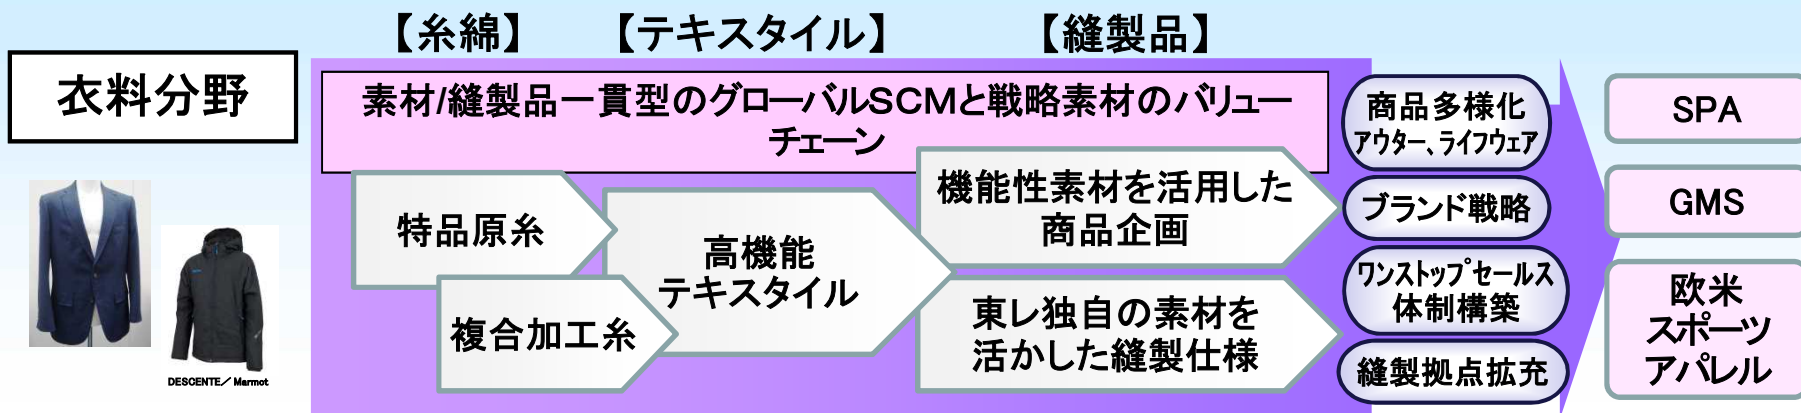 【糸綿】
【テキスタイル】
【縫製品】
衣料分野
素材/縫製品一貫型のグローバルSCMと戦略素材のバリュー
チェーン
特品原糸
複合加工糸
高機能
テキスタイル
機能性素材を活用した
商品企画
東レ独自の素材を
活かした縫製仕様
商品多様化
アウター、ライフウェア
ブランド戦略
ワンストップセールス
体制構築
縫製拠点拡充
SPA
GMS
欧米
スポーツ
アパレル
DESCENTE／Marmot